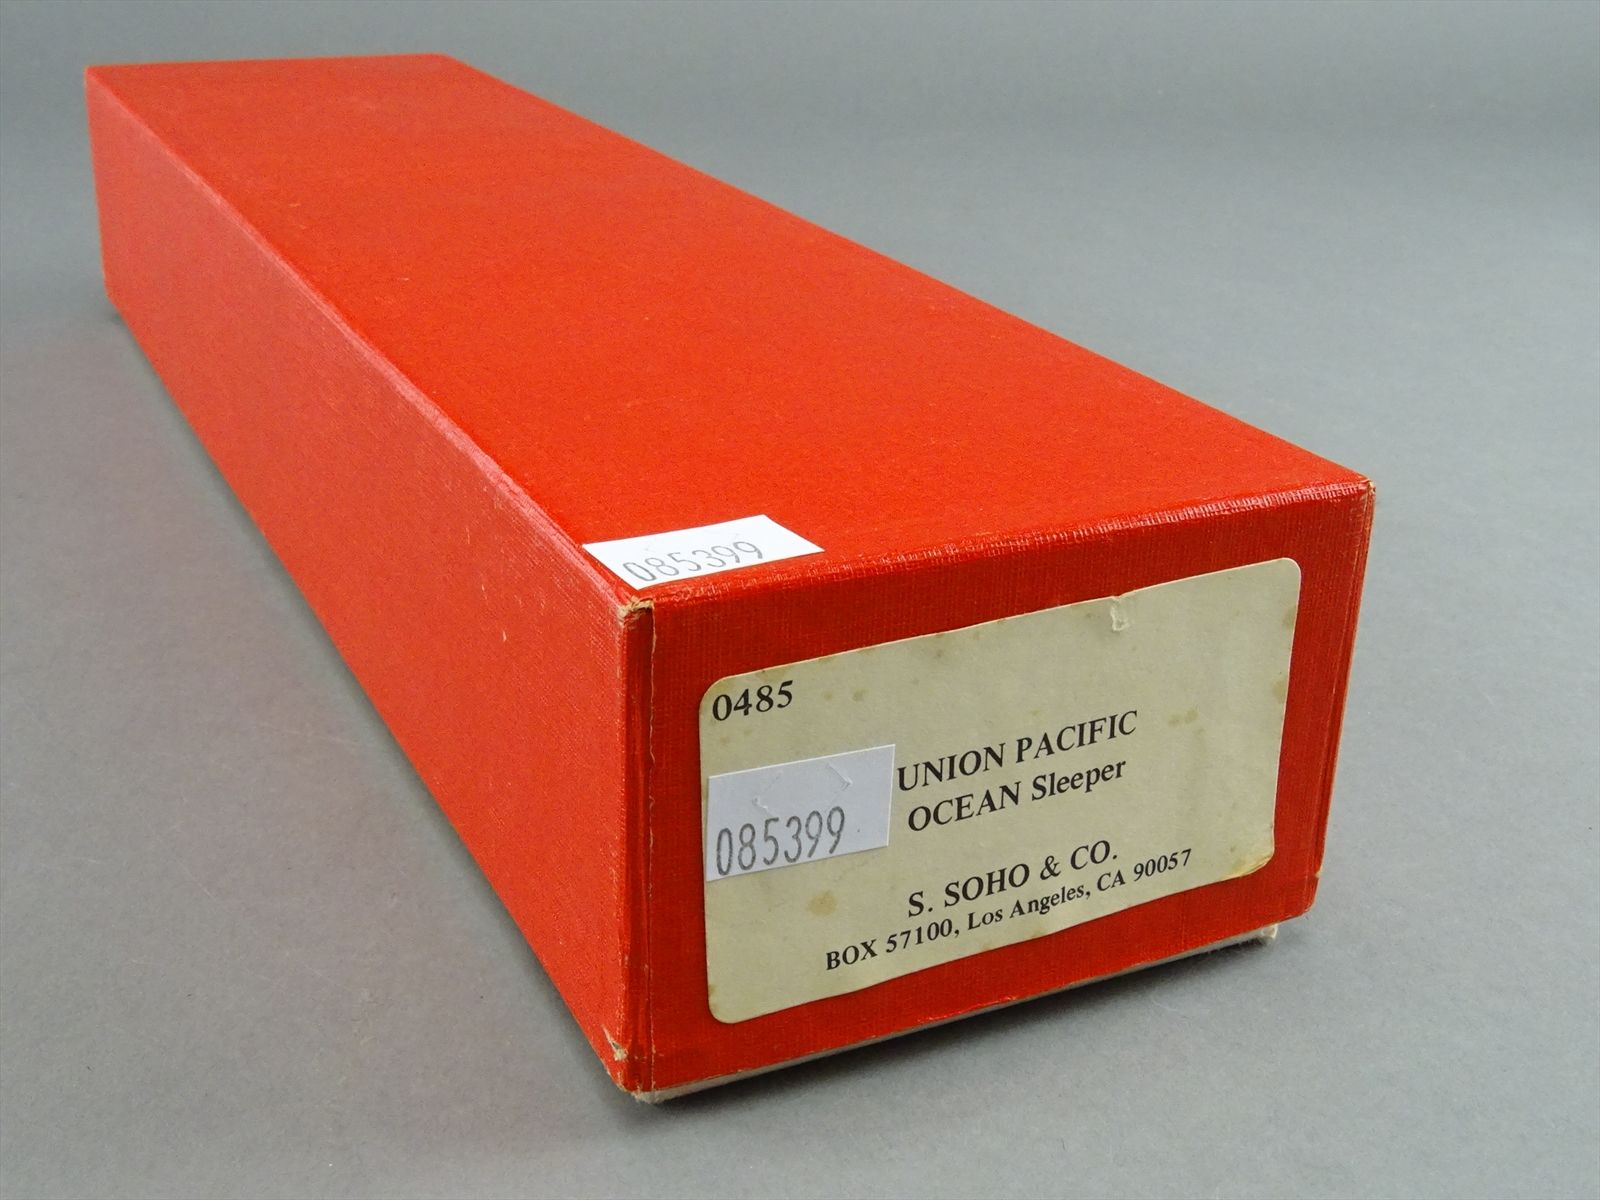 085399
0485
UNION PACIFIC
OCEAN Sleeper
085399
S. SOHO & CO.
BOX 57100, Los Angeles, CA 90057